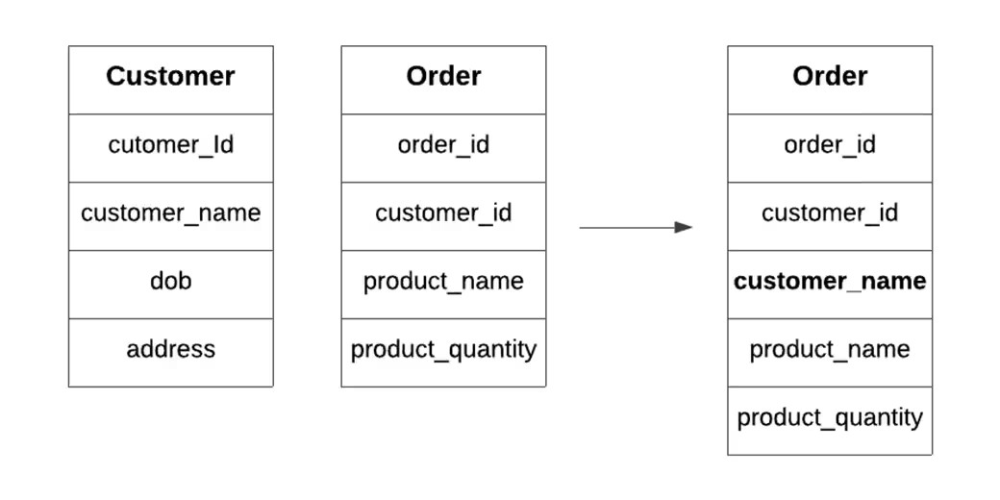 Customer
cutomer_Id
customer_name
dob
address
Order
order_id
customer_id
product_name
product_quantity
Order
order_id
customer_id
customer_name
product_name
product_quantity